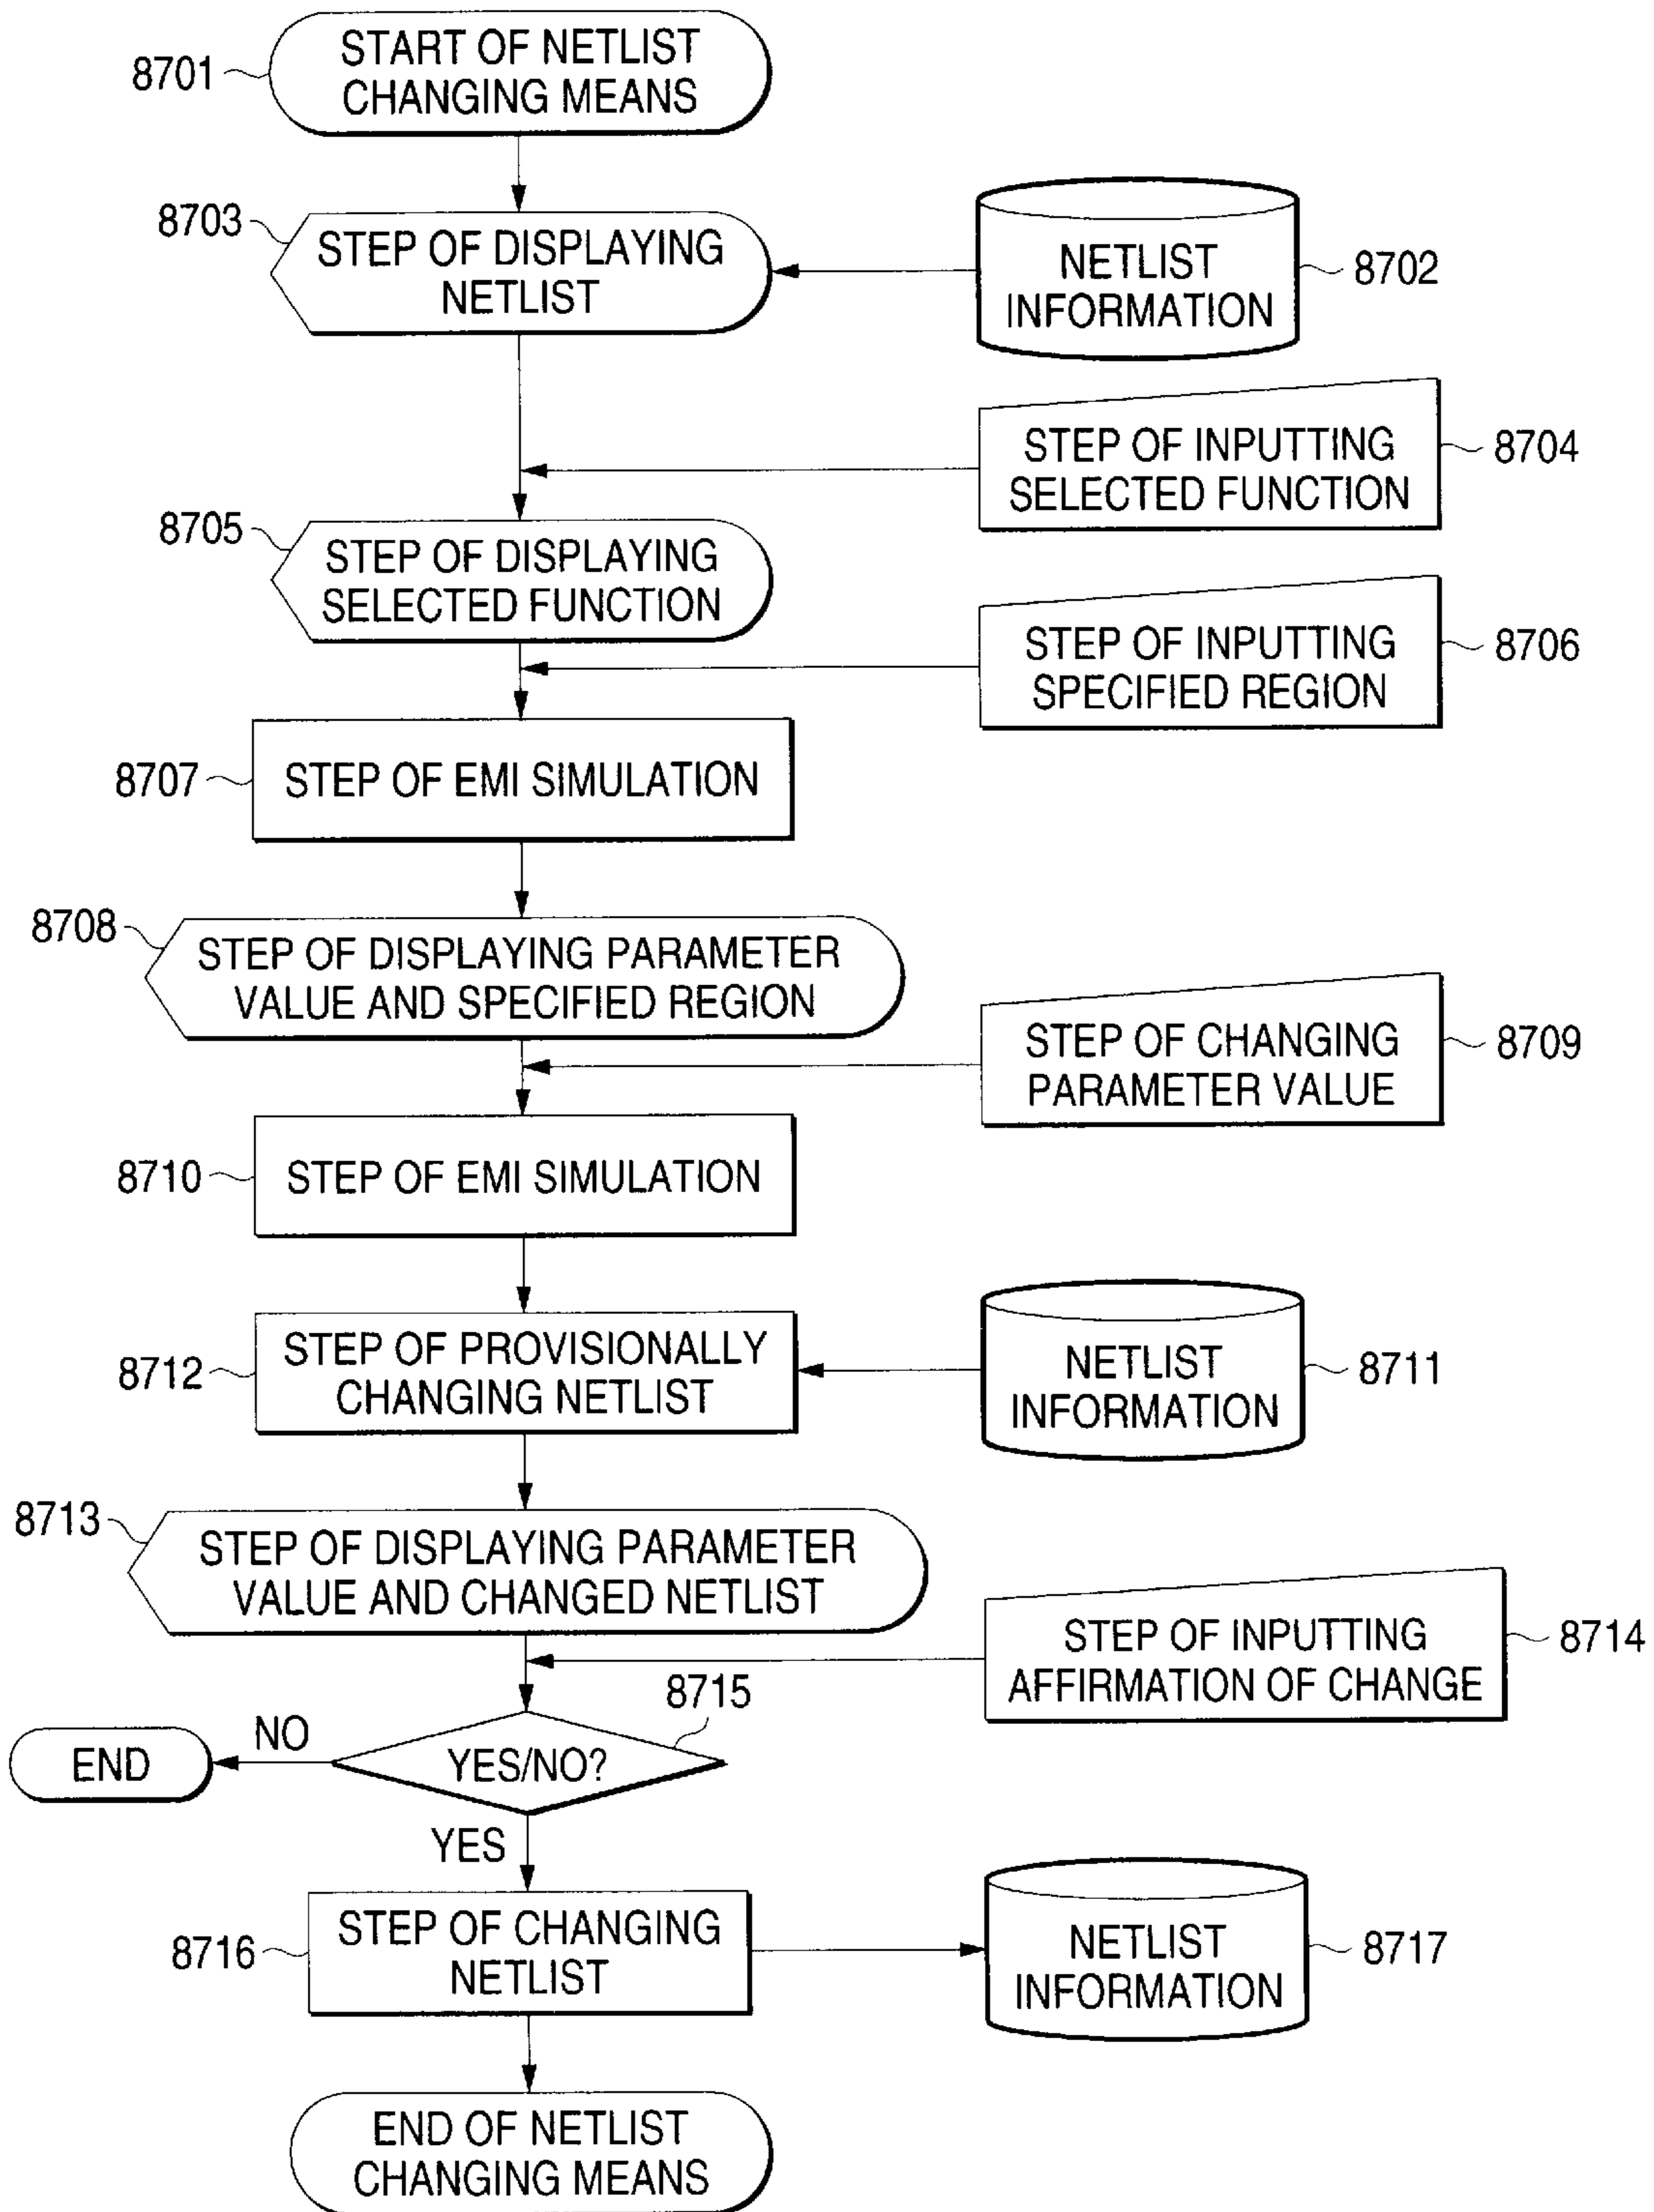 START OF NETLIST
CHANGING MEANS
8701
8703
STEP OF DISPLAYING
NETLIST
NETLIST
INFORMATION
8702
STEP OF INPUTTING
SELECTED FUNCTION
8704
8705
STEP OF DISPLAYING
SELECTED FUNCTION
STEP OF INPUTTING
SPECIFIED REGION
8706
8707
STEP OF EMI SIMULATION
8708
STEP OF DISPLAYING PARAMETER
VALUE AND SPECIFIED REGION
STEP OF CHANGING
PARAMETER VALUE
8709
8710
STEP OF EMI SIMULATION
8712
STEP OF PROVISIONALLY
CHANGING NETLIST
NETLIST
INFORMATION
8711
8713
STEP OF DISPLAYING PARAMETER
VALUE AND CHANGED NETLIST
STEP OF INPUTTING
AFFIRMATION OF CHANGE
8714
8715
YES/NO?
NO
END
YES
8716
STEP OF CHANGING
NETLIST
NETLIST
INFORMATION
8717
END OF NETLIST
CHANGING MEANS